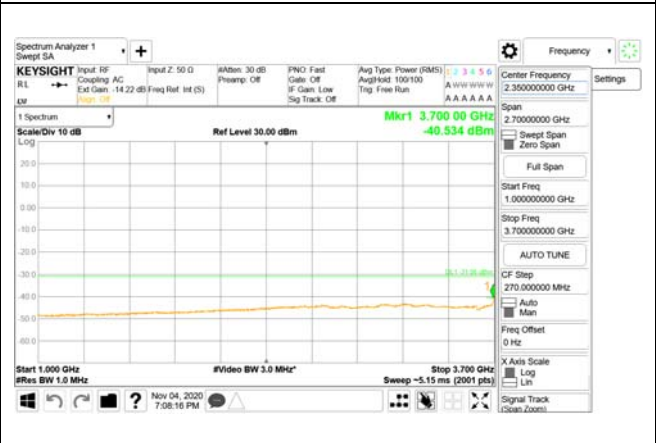 Spectrum Analyzer 1
Swept SA
Frequency
KEYSIGHT
Input: RF
Input Z: 50 Ω
#Atten: 30 dB
PNO: Fast
Avg Type: Power (RMS)
1 2 3 4 5 6
RL
Coupling: AC
Preamp: Off
Gate: Off
Avg|Hold: 100/100
A W W W W W
Ext Gain: -14.22 dB
Freq Ref: Int (S)
IF Gain: Low
Trig: Free Run
Align: Off
Sig Track: Off
A A A A A A
LXI
1 Spectrum
Mkr1 3.700 00 GHz
Scale/Div 10 dB
Ref Level 30.00 dBm
-40.534 dBm
Log
20.0
10.0
0.00
-10.0
-20.0
-30.0
-40.0
-50.0
-60.0
1
Start 1.000 GHz
#Video BW 3.0 MHz*
Stop 3.700 GHz
#Res BW 1.0 MHz
Sweep ~5.15 ms (2001 pts)
?
Nov 04, 2020
7:08:16 PM
Center Frequency
2.350000000 GHz
Settings
Span
2.70000000 GHz
Swept Span
Zero Span
Full Span
Start Freq
1.000000000 GHz
Stop Freq
3.700000000 GHz
AUTO TUNE
CF Step
270.000000 MHz
Auto
Man
Freq Offset
0 Hz
X Axis Scale
Log
Lin
Signal Track
(Span Zoom)